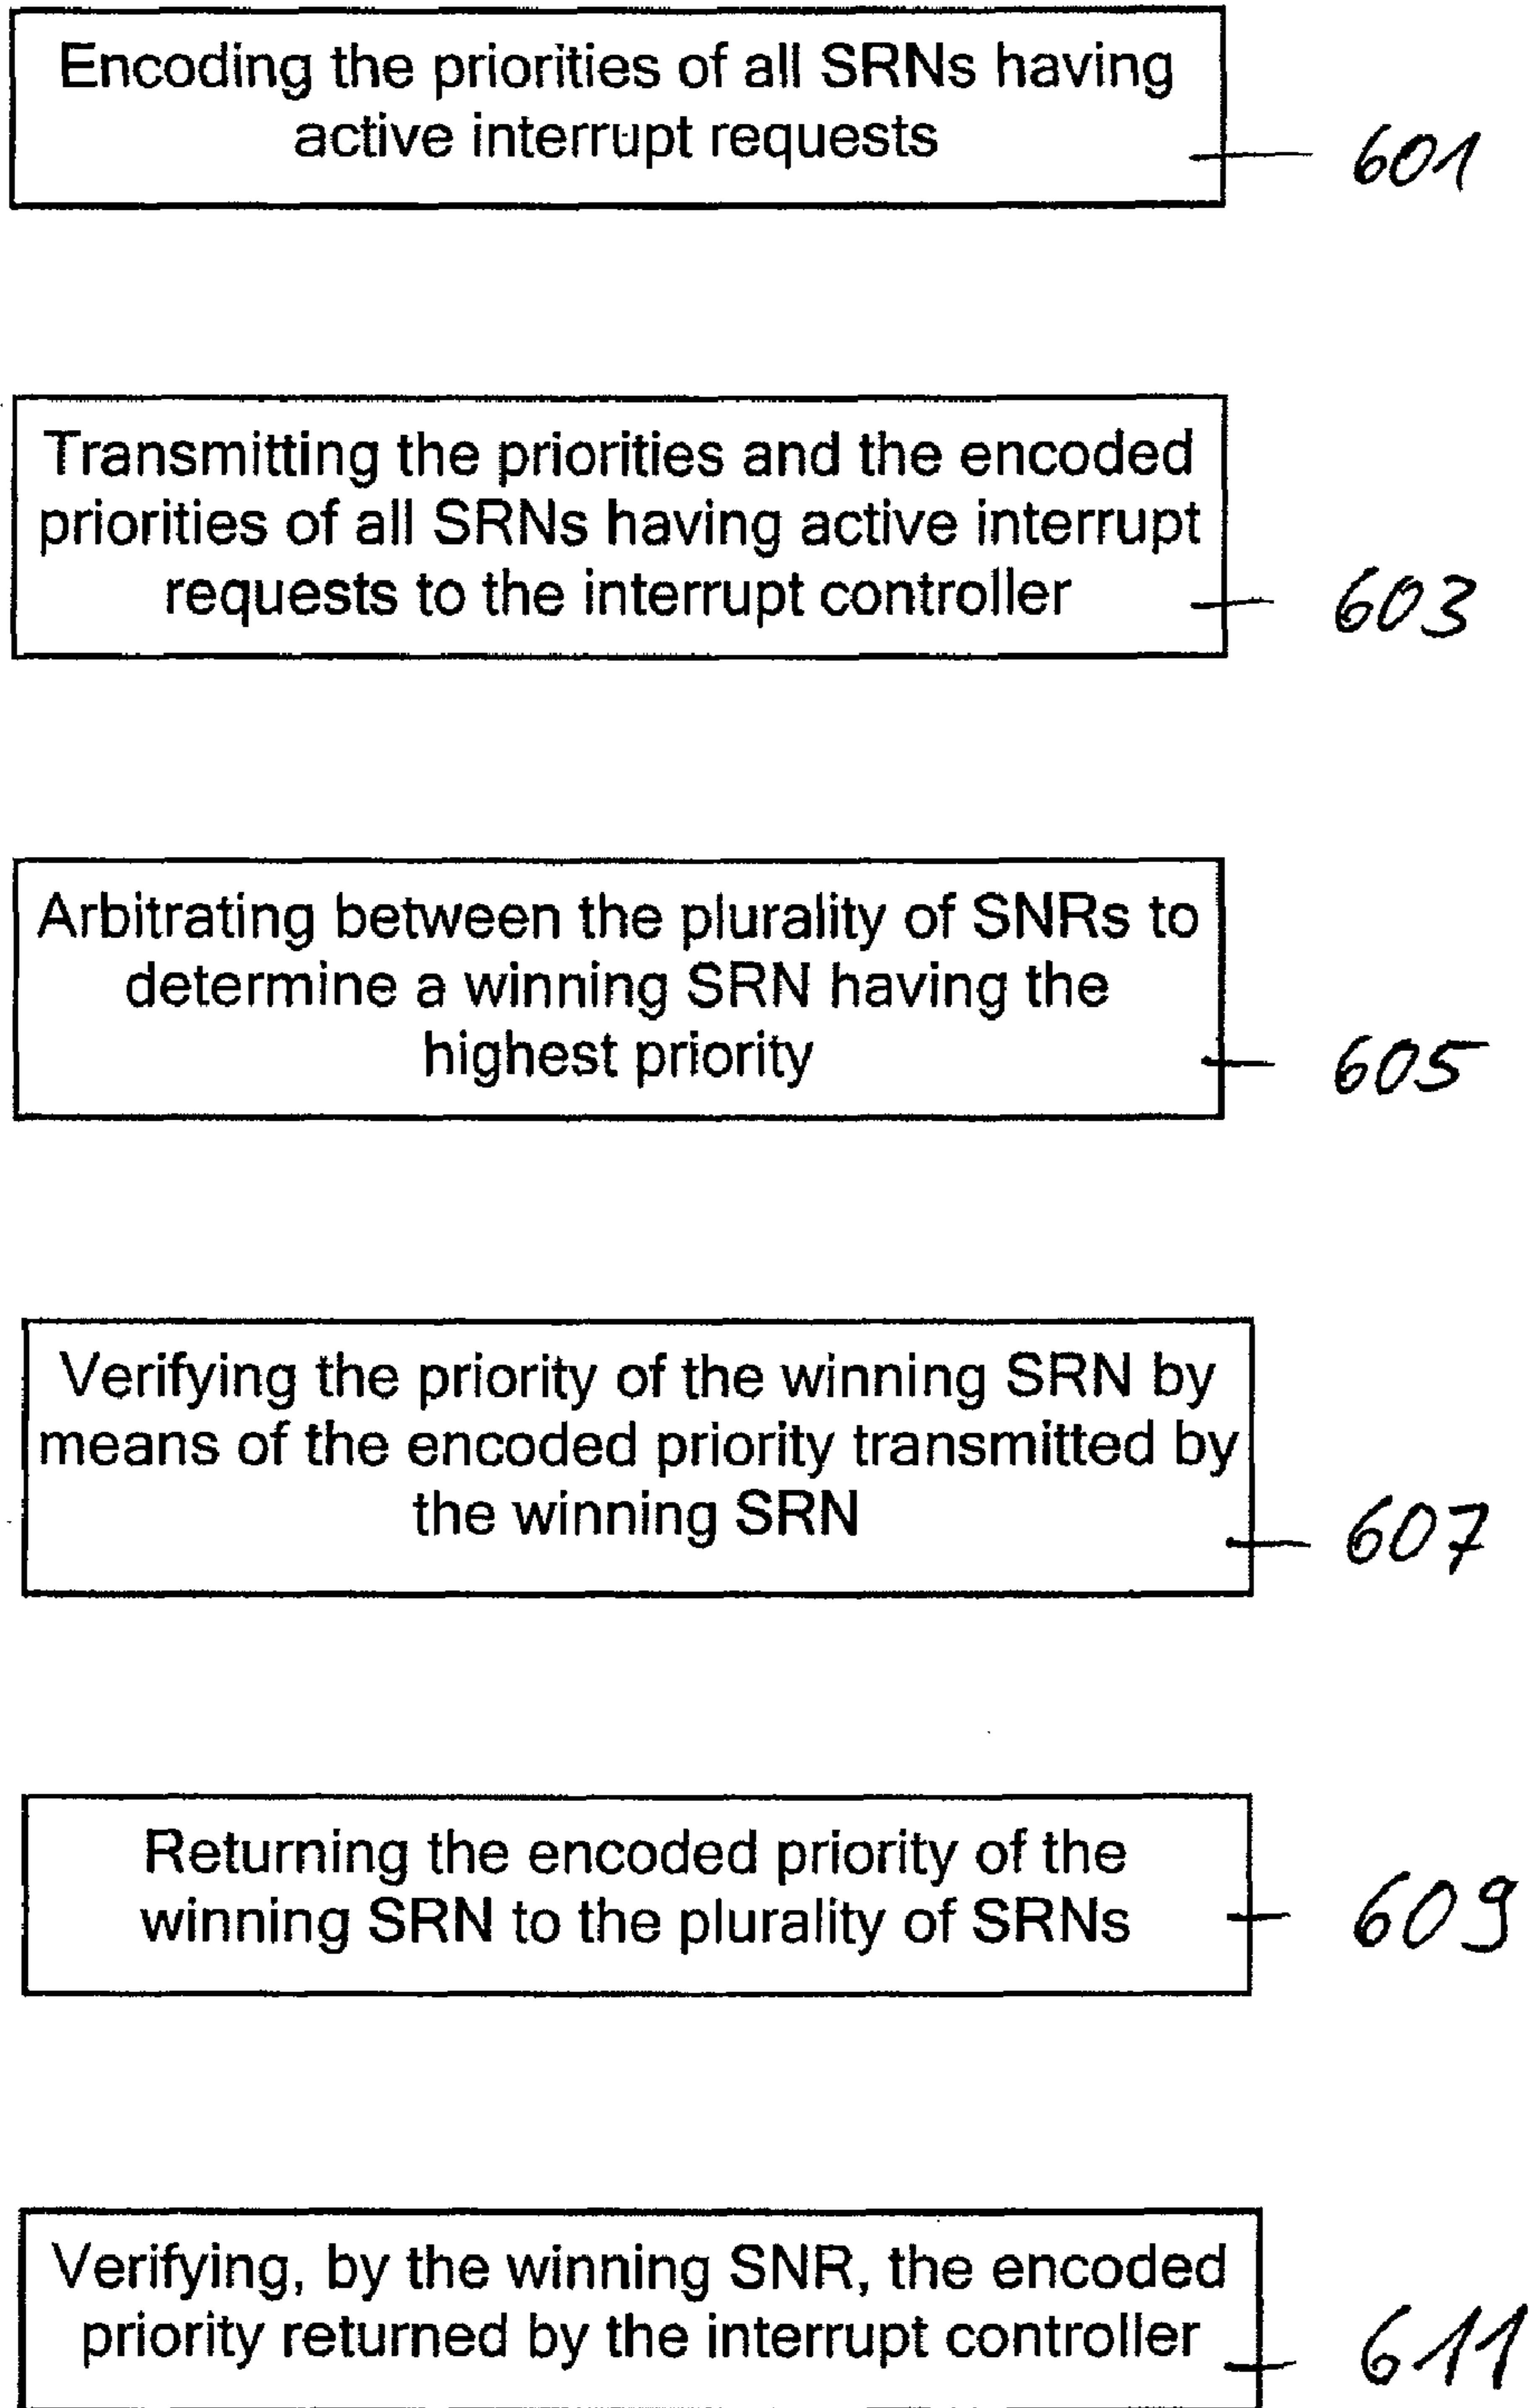 Encoding the priorities of all SRNs having
active interrupt requests
601
Transmitting the priorities and the encoded
priorities of all SRNs having active interrupt
requests to the interrupt controller
603
Arbitrating between the plurality of SNRs to
determine a winning SRN having the
highest priority
605
Verifying the priority of the winning SRN by
means of the encoded priority transmitted by
the winning SRN
607
Returning the encoded priority of the
winning SRN to the plurality of SRNs
609
Verifying, by the winning SNR, the encoded
priority returned by the interrupt controller
611